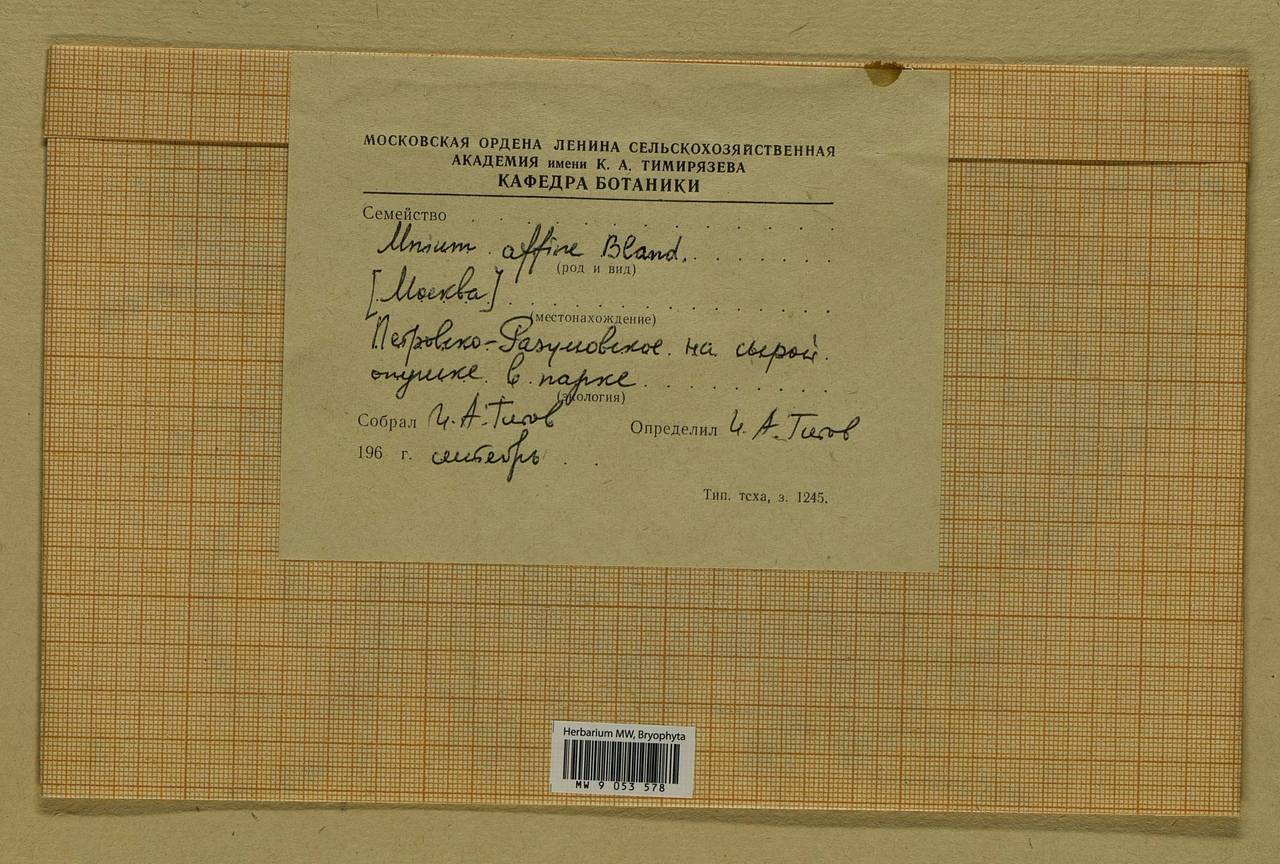 МОСКОВСКАЯ ОРДЕНА ЛЕНИНА СЕЛЬСКОХОЗЯЙСТВЕННАЯ
АКАДЕМИЯ имени К. А. ТИМИРЯЗЕВА
КАФЕДРА БОТАНИКИ
Семейство
Mnium affine Bland.
(род и вид)
[Москва]
(местонахождение)
Петровско-Разумовское на сырой
опушке в парке
(экология)
Собрал И. А. Титов Определил И. А. Титов
196 г. сентябрь
Тип. тсха, з. 1245.
Herbarium MW, Bryophyta
MW 9 053 578